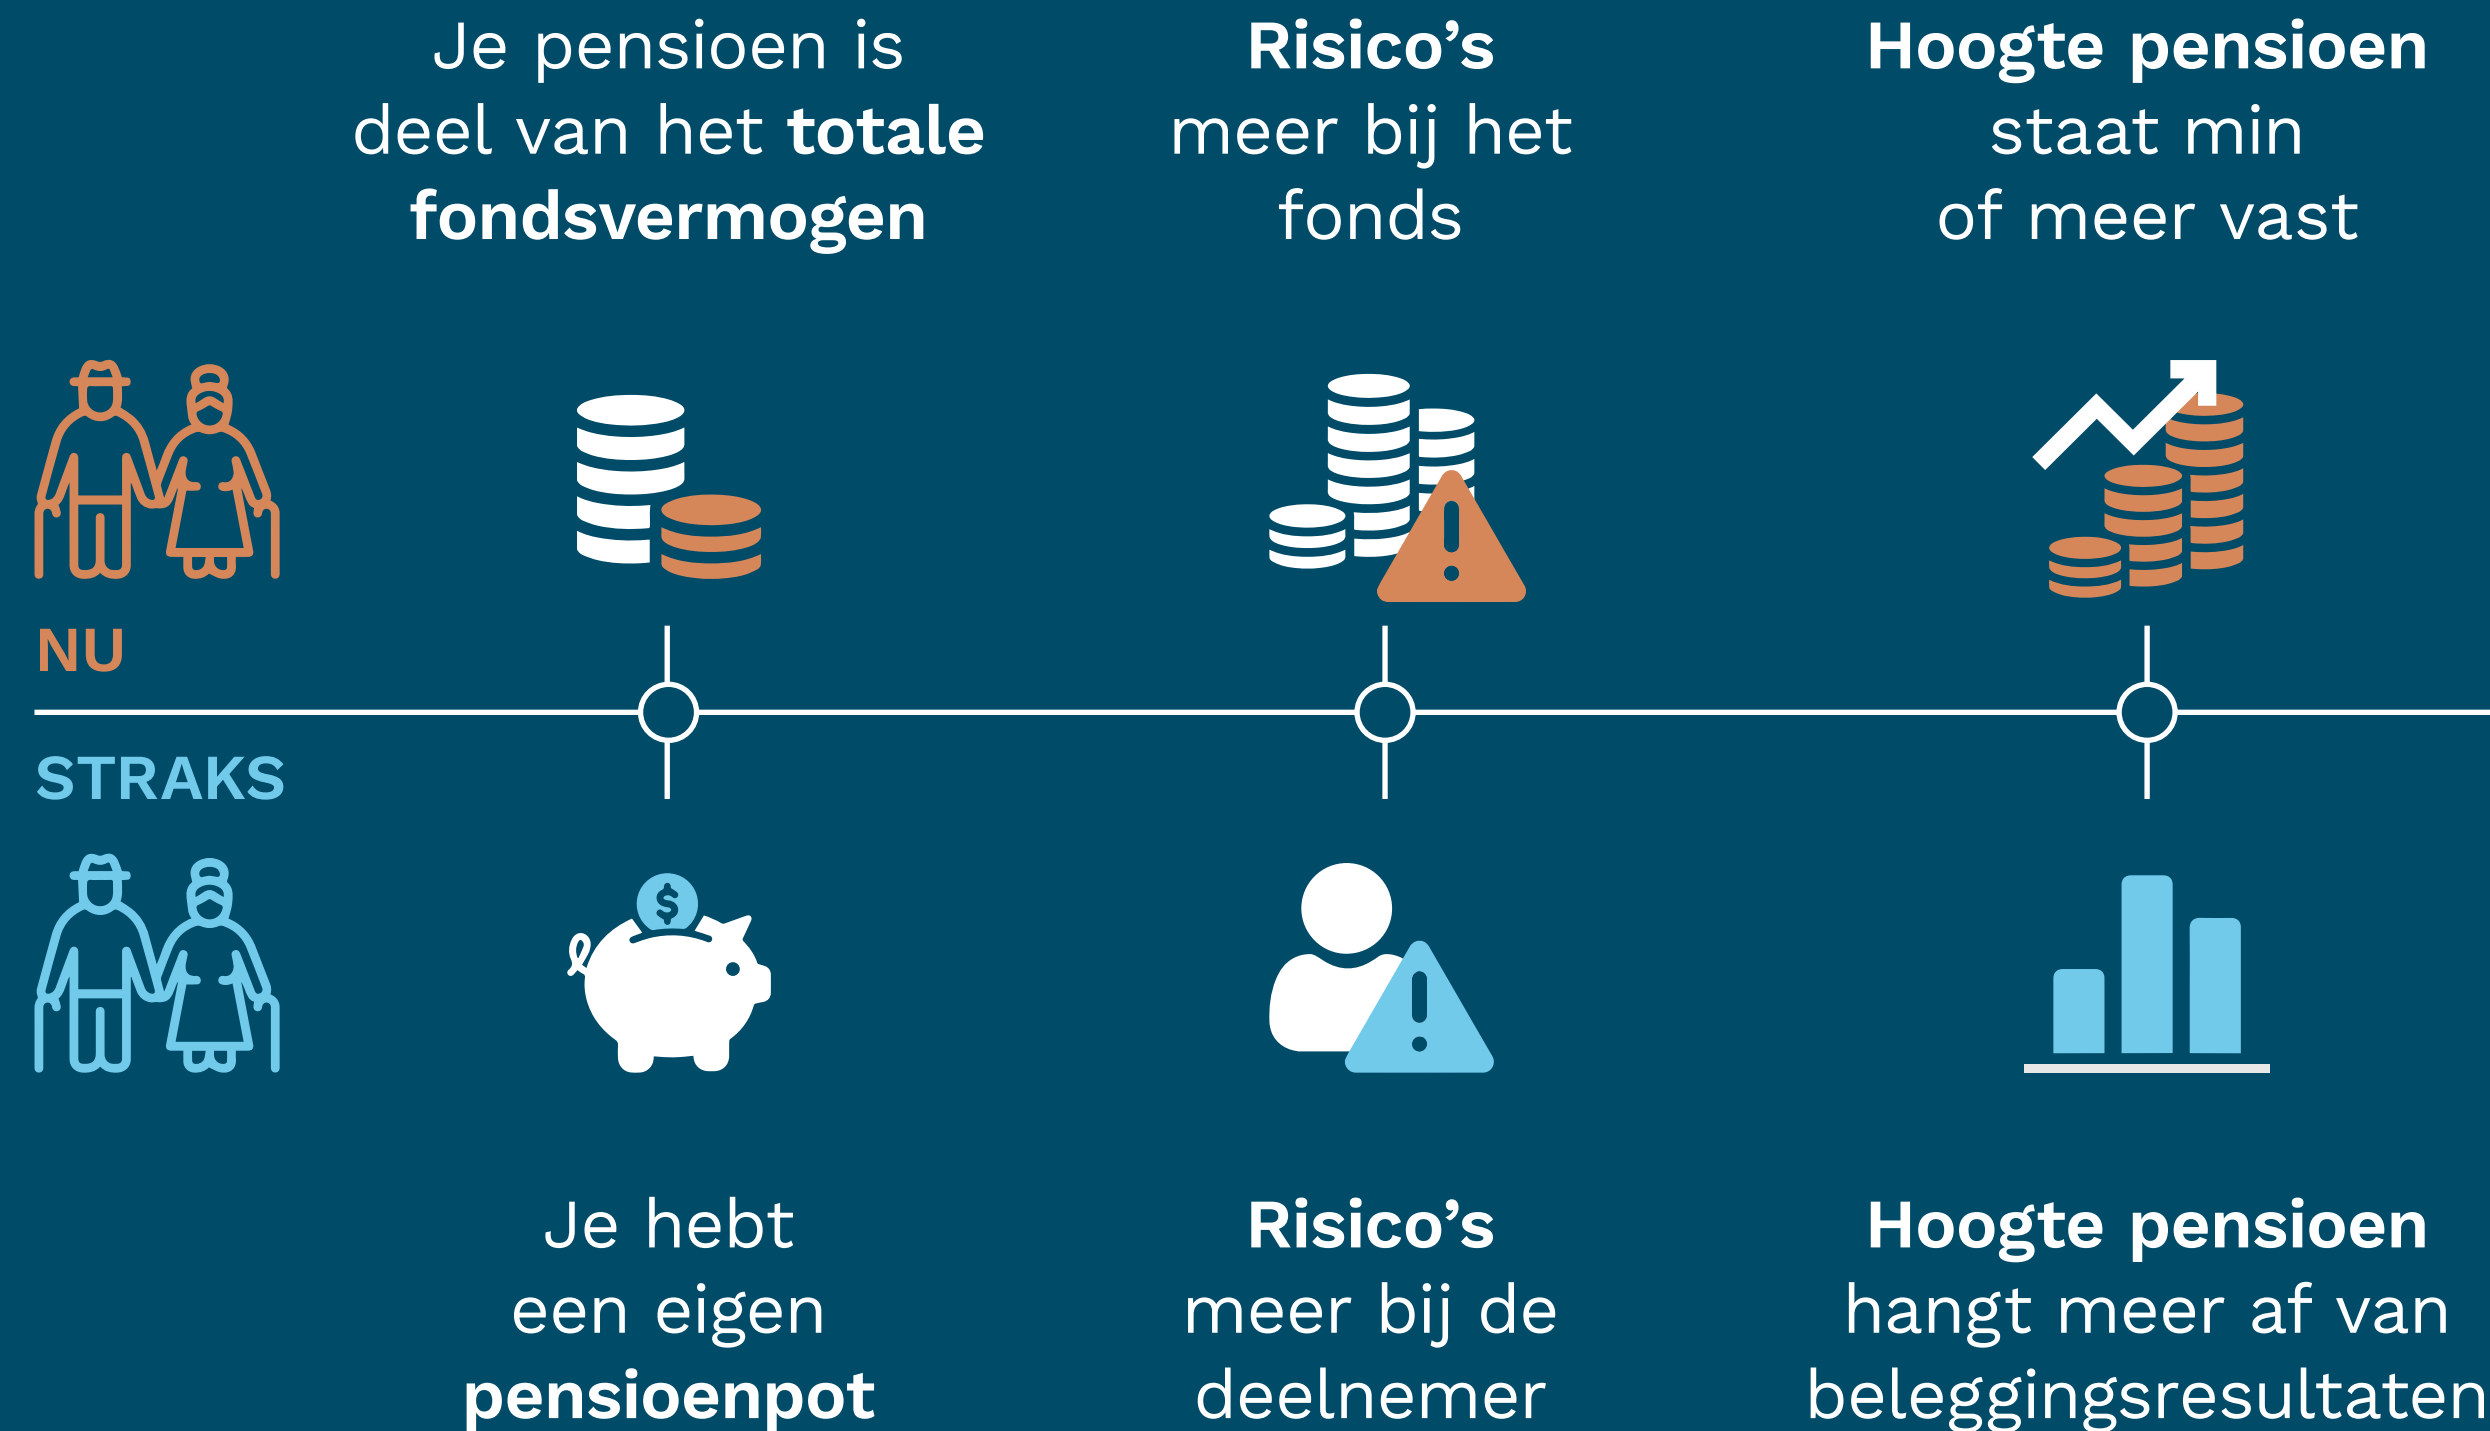 Je pensioen is
deel van het totale
fondsvermogen
Risico’s
meer bij het
fonds
Hoogte pensioen
staat min
of meer vast
NU
STRAKS
$
Je hebt
een eigen
pensioenpot
Risico’s
meer bij de
deelnemer
Hoogte pensioen
hangt meer af van
beleggingsresultaten